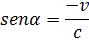 senα = −v/c